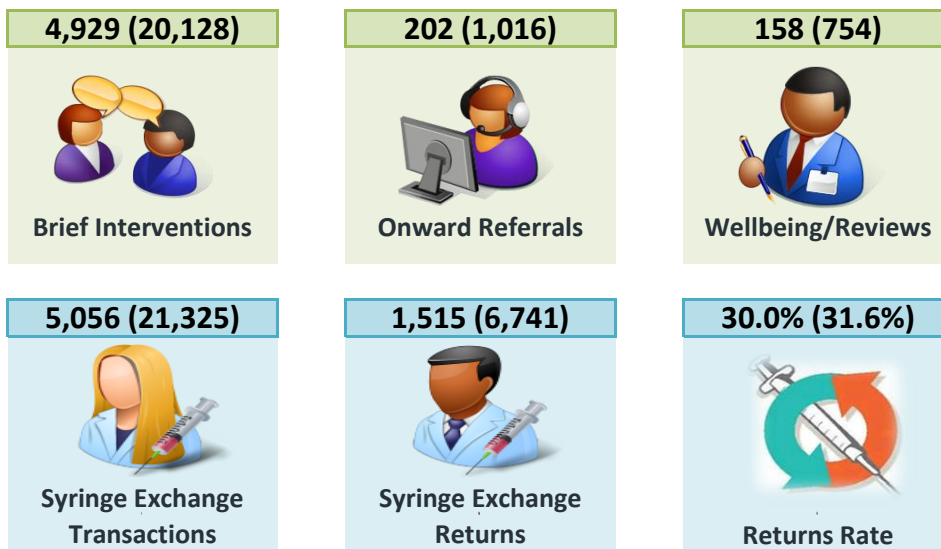 4,929 (20,128)
202 (1,016)
158 (754)
Brief Interventions
Onward Referrals
Wellbeing/Reviews
5,056 (21,325)
1,515 (6,741)
30.0% (31.6%)
Syringe Exchange
Transactions
Syringe Exchange
Returns
Returns Rate